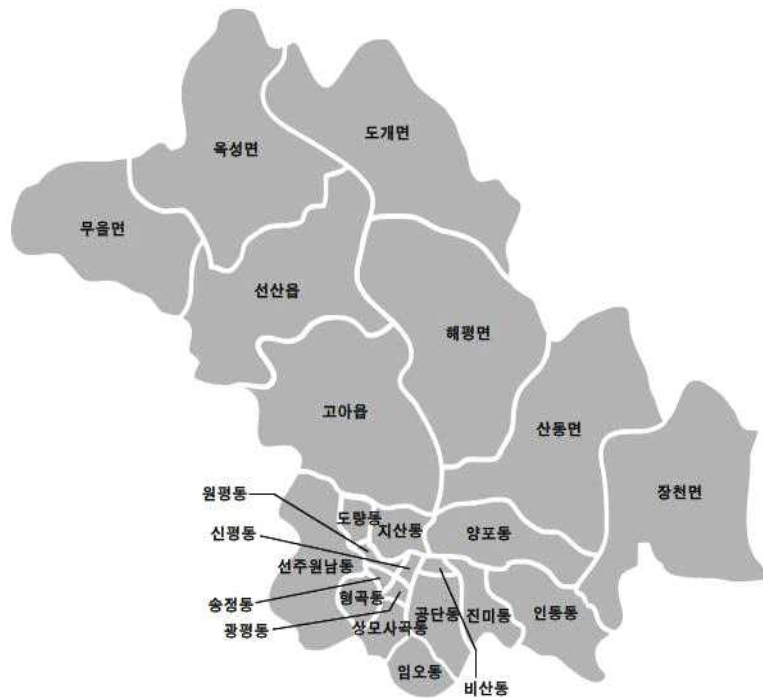 도개면
옥성면
무을면
선산읍
해평면
고아읍
산동면
장천면
원평동
도량동
지산동
신평동
양포동
선주원남동
형곡동
송정동
공단동
진미동
인동동
광평동
상모사곡동
임오동
비산동